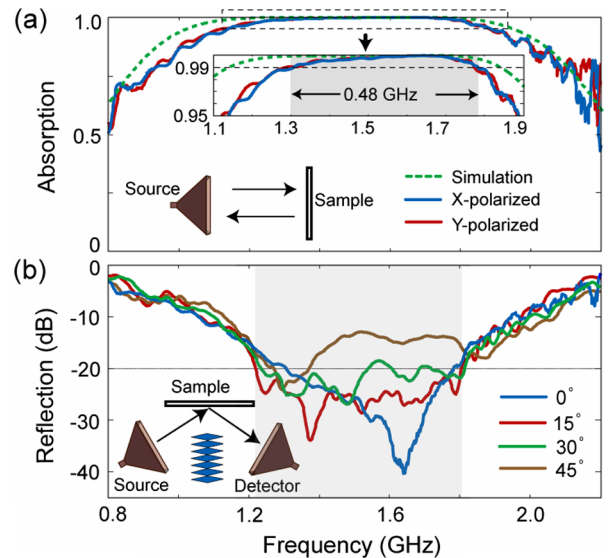 (a)
1.0
0.5
0
Absorption
0.99
0.95
0.48 GHz
1.1 1.3 1.5 1.7 1.9
Source
Sample
Simulation
X-polarized
Y-polarized
(b)
0
-10
-20
-30
-40
Reflection (dB)
Sample
Source
Detector
0°
15°
30°
45°
0.8 1.2 1.6 2.0
Frequency (GHz)